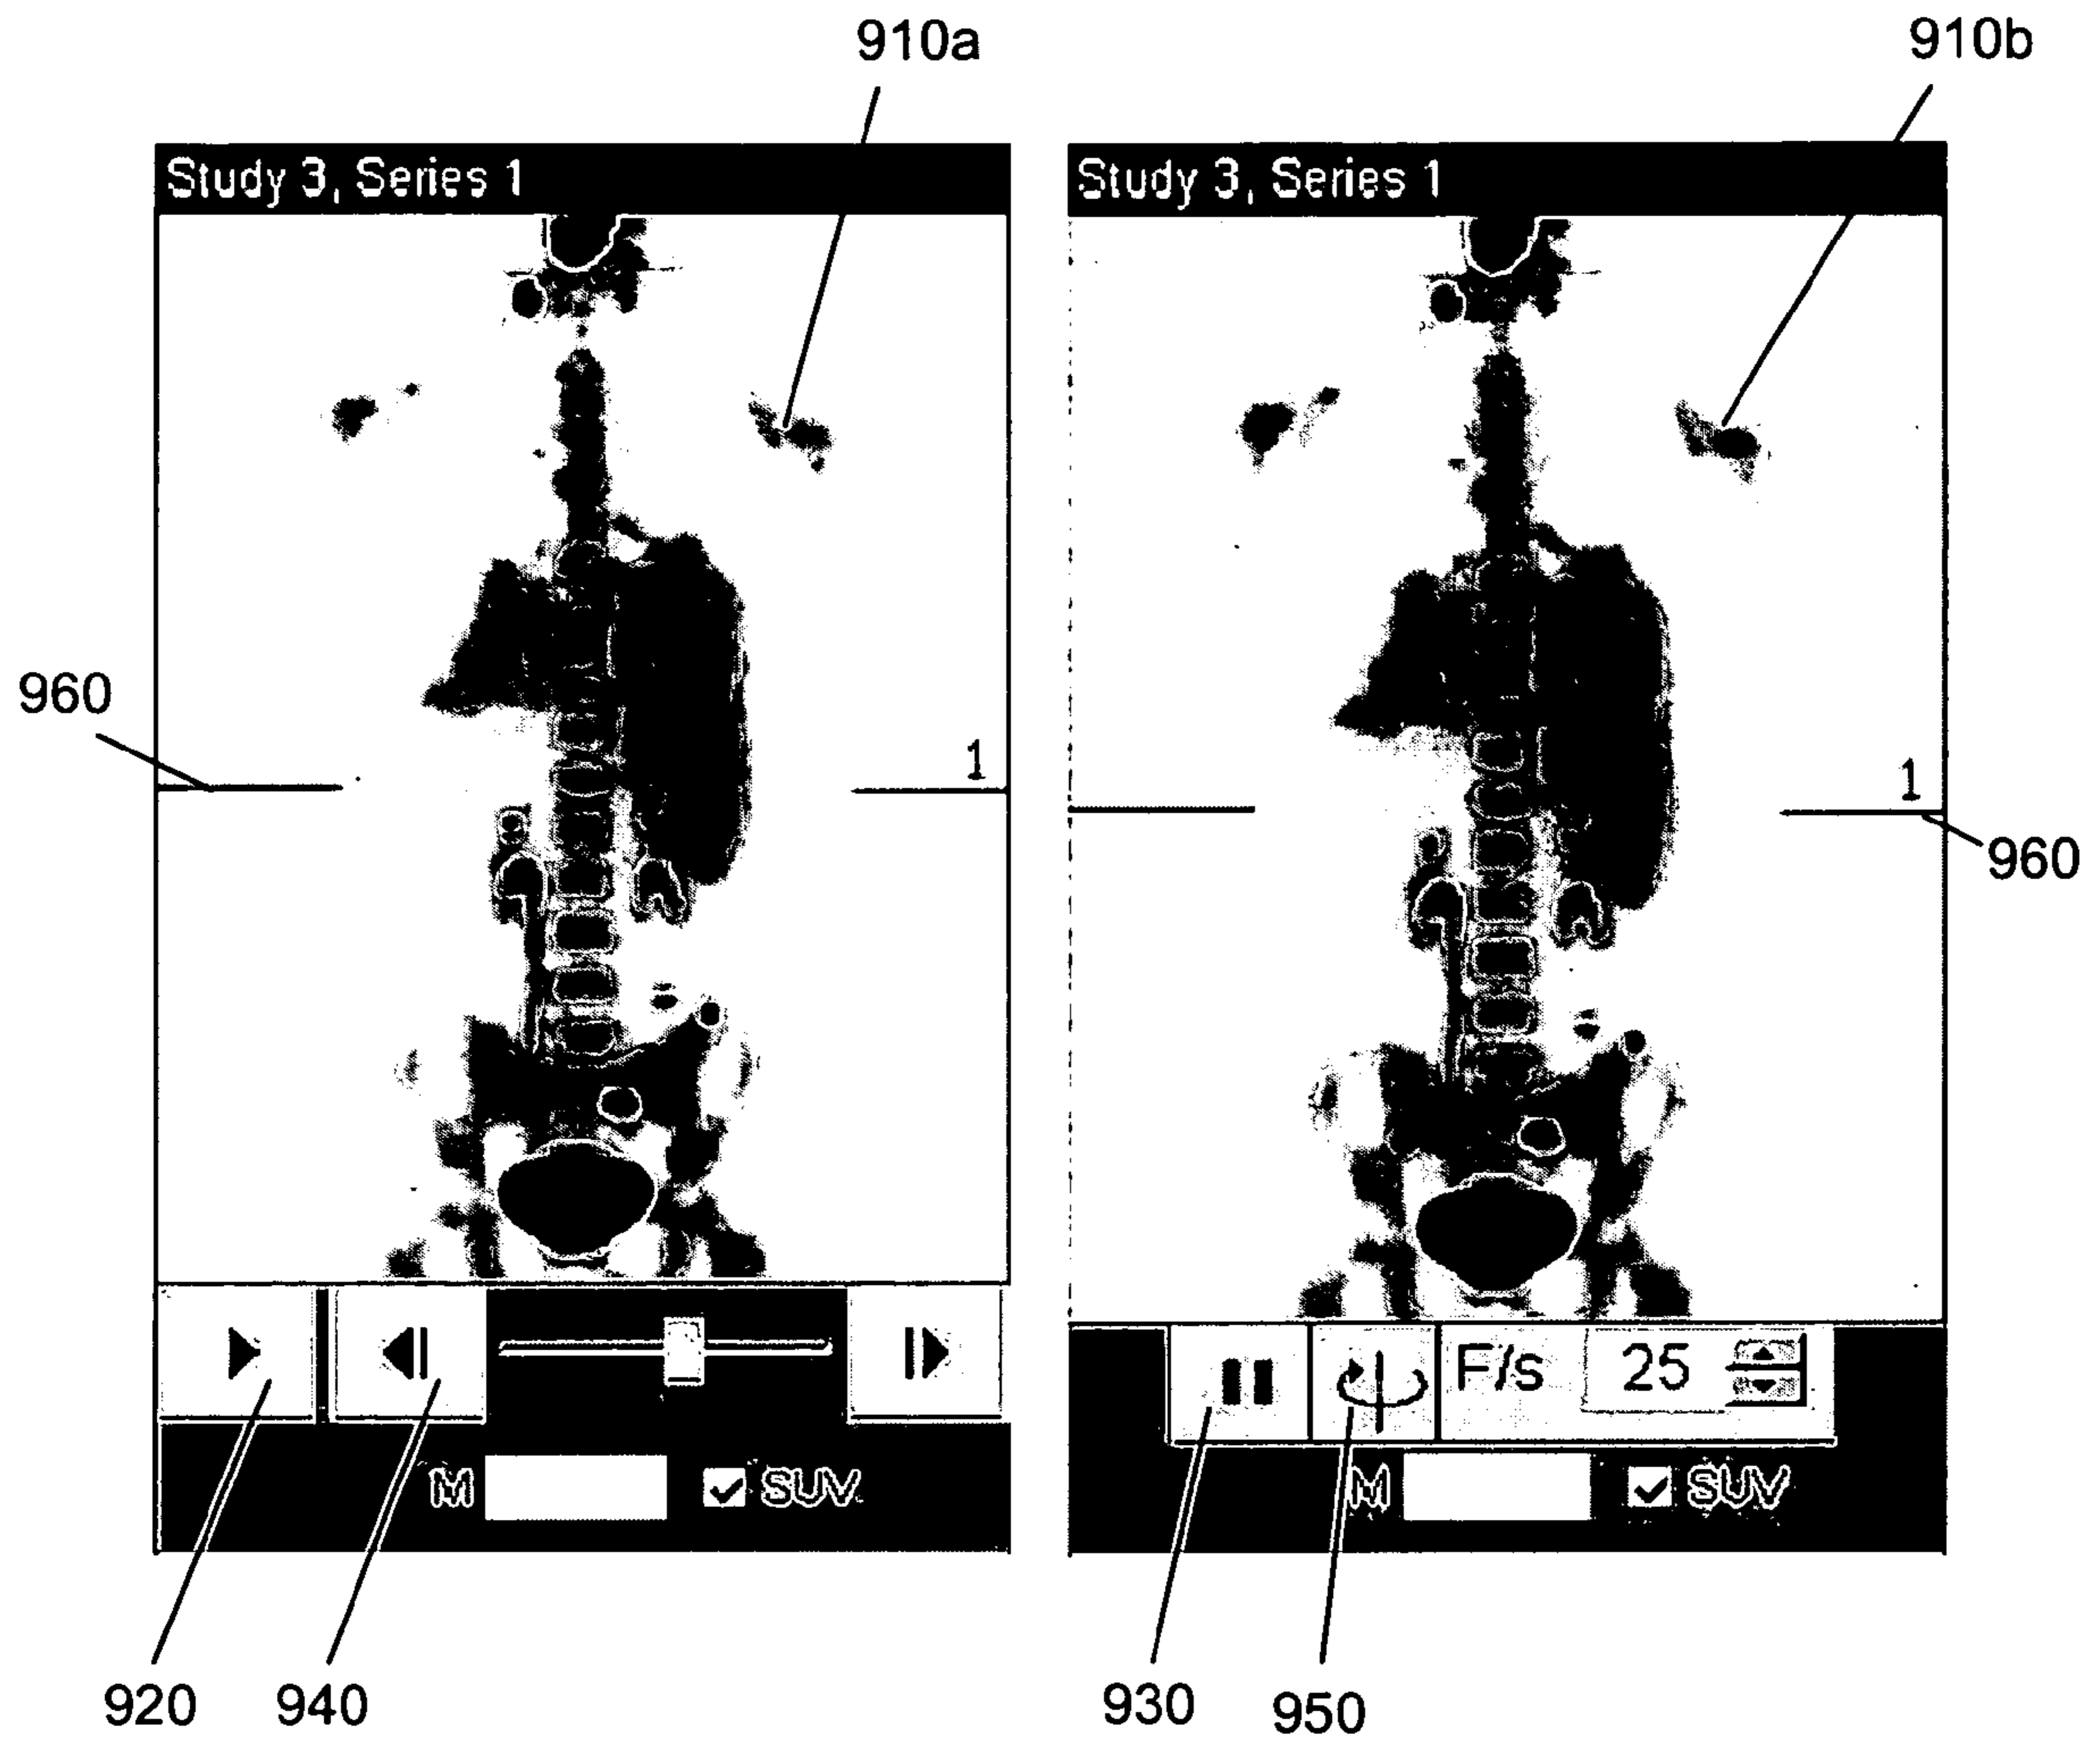 910a
910b
Study 3, Series 1
Study 3, Series 1
960
1
1
960
F/s 25
M SUV
M SUV
920
940
930
950